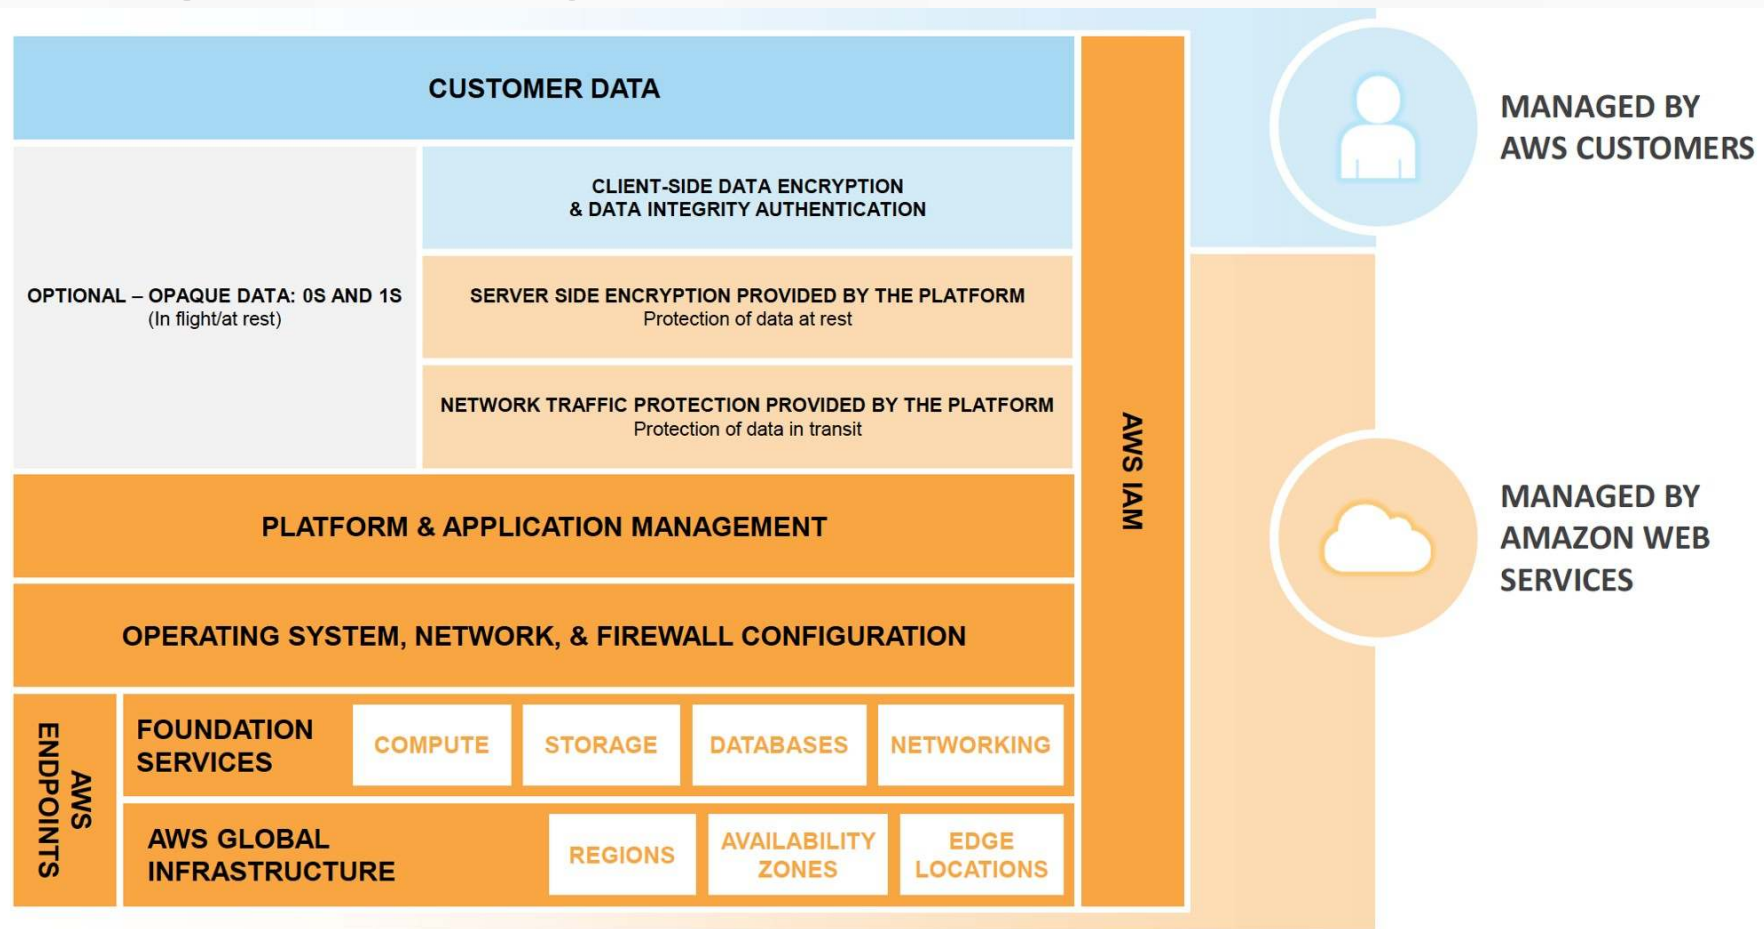 CUSTOMER DATA
CLIENT-SIDE DATA ENCRYPTION
& DATA INTEGRITY AUTHENTICATION
OPTIONAL – OPAQUE DATA: 0S AND 1S
(In flight/at rest)
SERVER SIDE ENCRYPTION PROVIDED BY THE PLATFORM
Protection of data at rest
NETWORK TRAFFIC PROTECTION PROVIDED BY THE PLATFORM
Protection of data in transit
PLATFORM & APPLICATION MANAGEMENT
OPERATING SYSTEM, NETWORK, & FIREWALL CONFIGURATION
AWS
ENDPOINTS
FOUNDATION
SERVICES
COMPUTE
STORAGE
DATABASES
NETWORKING
AWS GLOBAL
INFRASTRUCTURE
REGIONS
AVAILABILITY
ZONES
EDGE
LOCATIONS
AWS IAM
MANAGED BY
AWS CUSTOMERS
MANAGED BY
AMAZON WEB
SERVICES